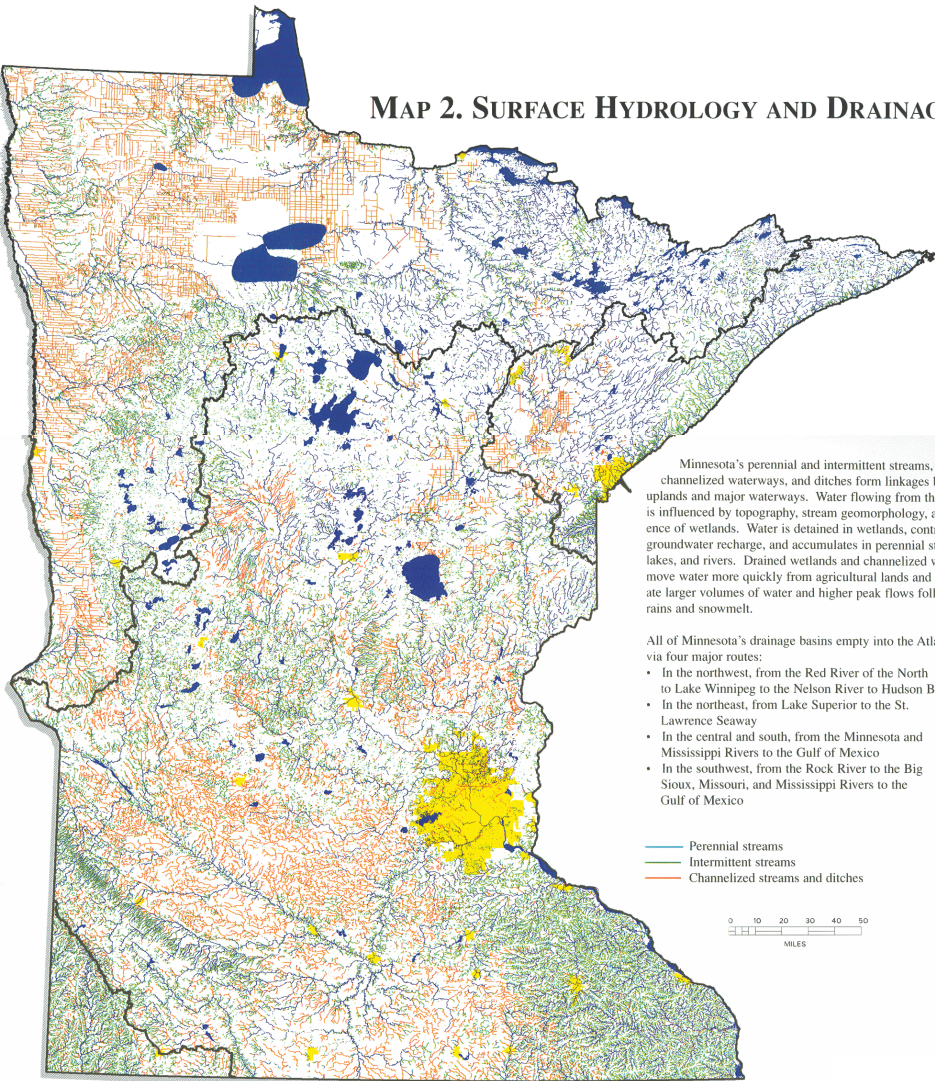 MAP 2. SURFACE HYDROLOGY AND
Minnesota's perennial and intermittent streams,
channelized waterways, and ditches form linkages
uplands and major waterways. Water flowing from
is influenced by topography, stream geomorphology,
ence of wetlands. Water is detained in wetlands,
groundwater recharge, and accumulates in perennial
lakes, and rivers. Drained wetlands and channelized
move water more quickly from agricultural lands and
ate larger volumes of water and higher peak flows
rains and snowmelt.
All of Minnesota's drainage basins empty into the
via four major routes:
• In the northwest, from the Red River of the North
to Lake Winnipeg to the Nelson River to Hudson
• In the northeast, from Lake Superior to the St.
Lawrence Seaway
• In the central and south, from the Minnesota and
Mississippi Rivers to the Gulf of Mexico
• In the southwest, from the Rock River to the Big
Sioux, Missouri, and Mississippi Rivers to the
Gulf of Mexico
Perennial streams
Intermittent streams
Channelized streams and ditches
0 10 20 30 40 50
MILES